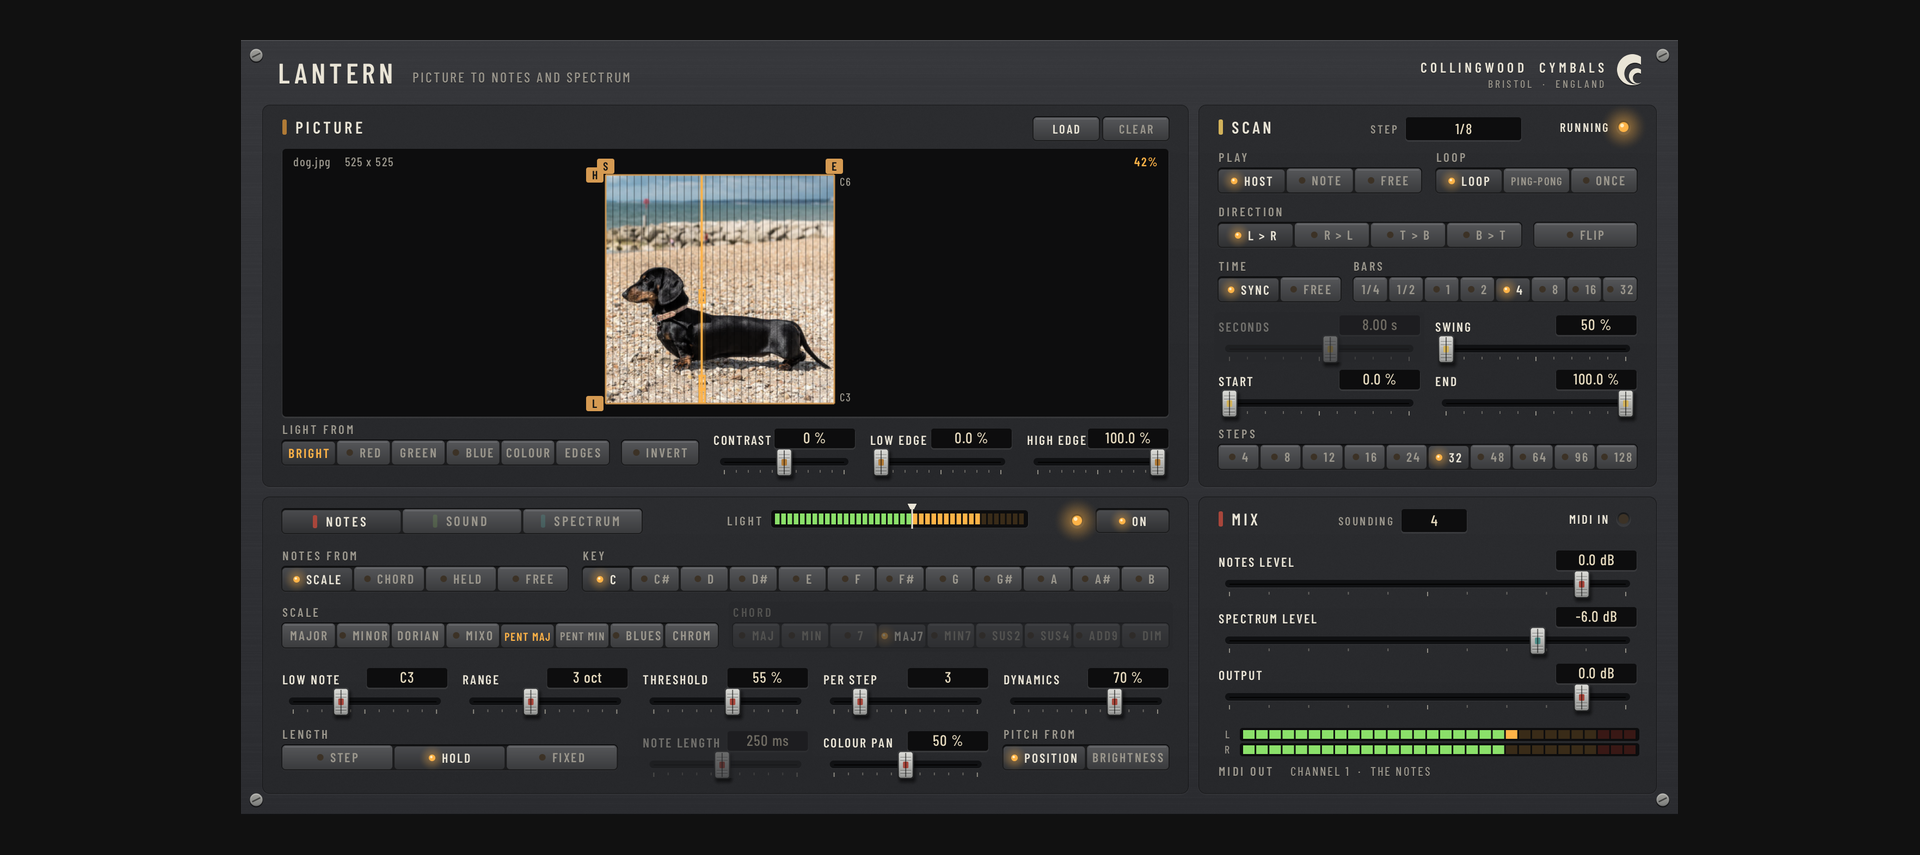 LANTERN PICTURE TO NOTES AND SPECTRUM
COLLINGWOOD CYMBALS
BRISTOL · ENGLAND
PICTURE
LOAD CLEAR
dog.jpg 525 x 525
42%
S
H
E
C6
L
C3
LIGHT FROM
BRIGHT RED GREEN BLUE COLOUR EDGES INVERT
CONTRAST 0 % LOW EDGE 0.0 % HIGH EDGE 100.0 %
SCAN STEP 1/8 RUNNING
PLAY LOOP
HOST NOTE FREE LOOP PING-PONG ONCE
DIRECTION
L > R R > L T > B B > T FLIP
TIME BARS
SYNC FREE 1/4 1/2 1 2 4 8 16 32
SECONDS 8.00 s SWING 50 %
START 0.0 % END 100.0 %
STEPS
4 8 12 16 24 32 48 64 96 128
NOTES SOUND SPECTRUM LIGHT ON
NOTES FROM KEY
SCALE CHORD HELD FREE C C# D D# E F F# G G# A A# B
SCALE CHORD
MAJOR MINOR DORIAN MIXO PENT MAJ PENT MIN BLUES CHROM MAJ MIN 7 MAJ7 MIN7 SUS2 SUS4 ADD9 DIM
LOW NOTE C3 RANGE 3 oct THRESHOLD 55 % PER STEP 3 DYNAMICS 70 %
LENGTH NOTE LENGTH 250 ms COLOUR PAN 50 % PITCH FROM
STEP HOLD FIXED POSITION BRIGHTNESS
MIX SOUNDING 4 MIDI IN
NOTES LEVEL 0.0 dB
SPECTRUM LEVEL -6.0 dB
OUTPUT 0.0 dB
L
R
MIDI OUT CHANNEL 1 · THE NOTES